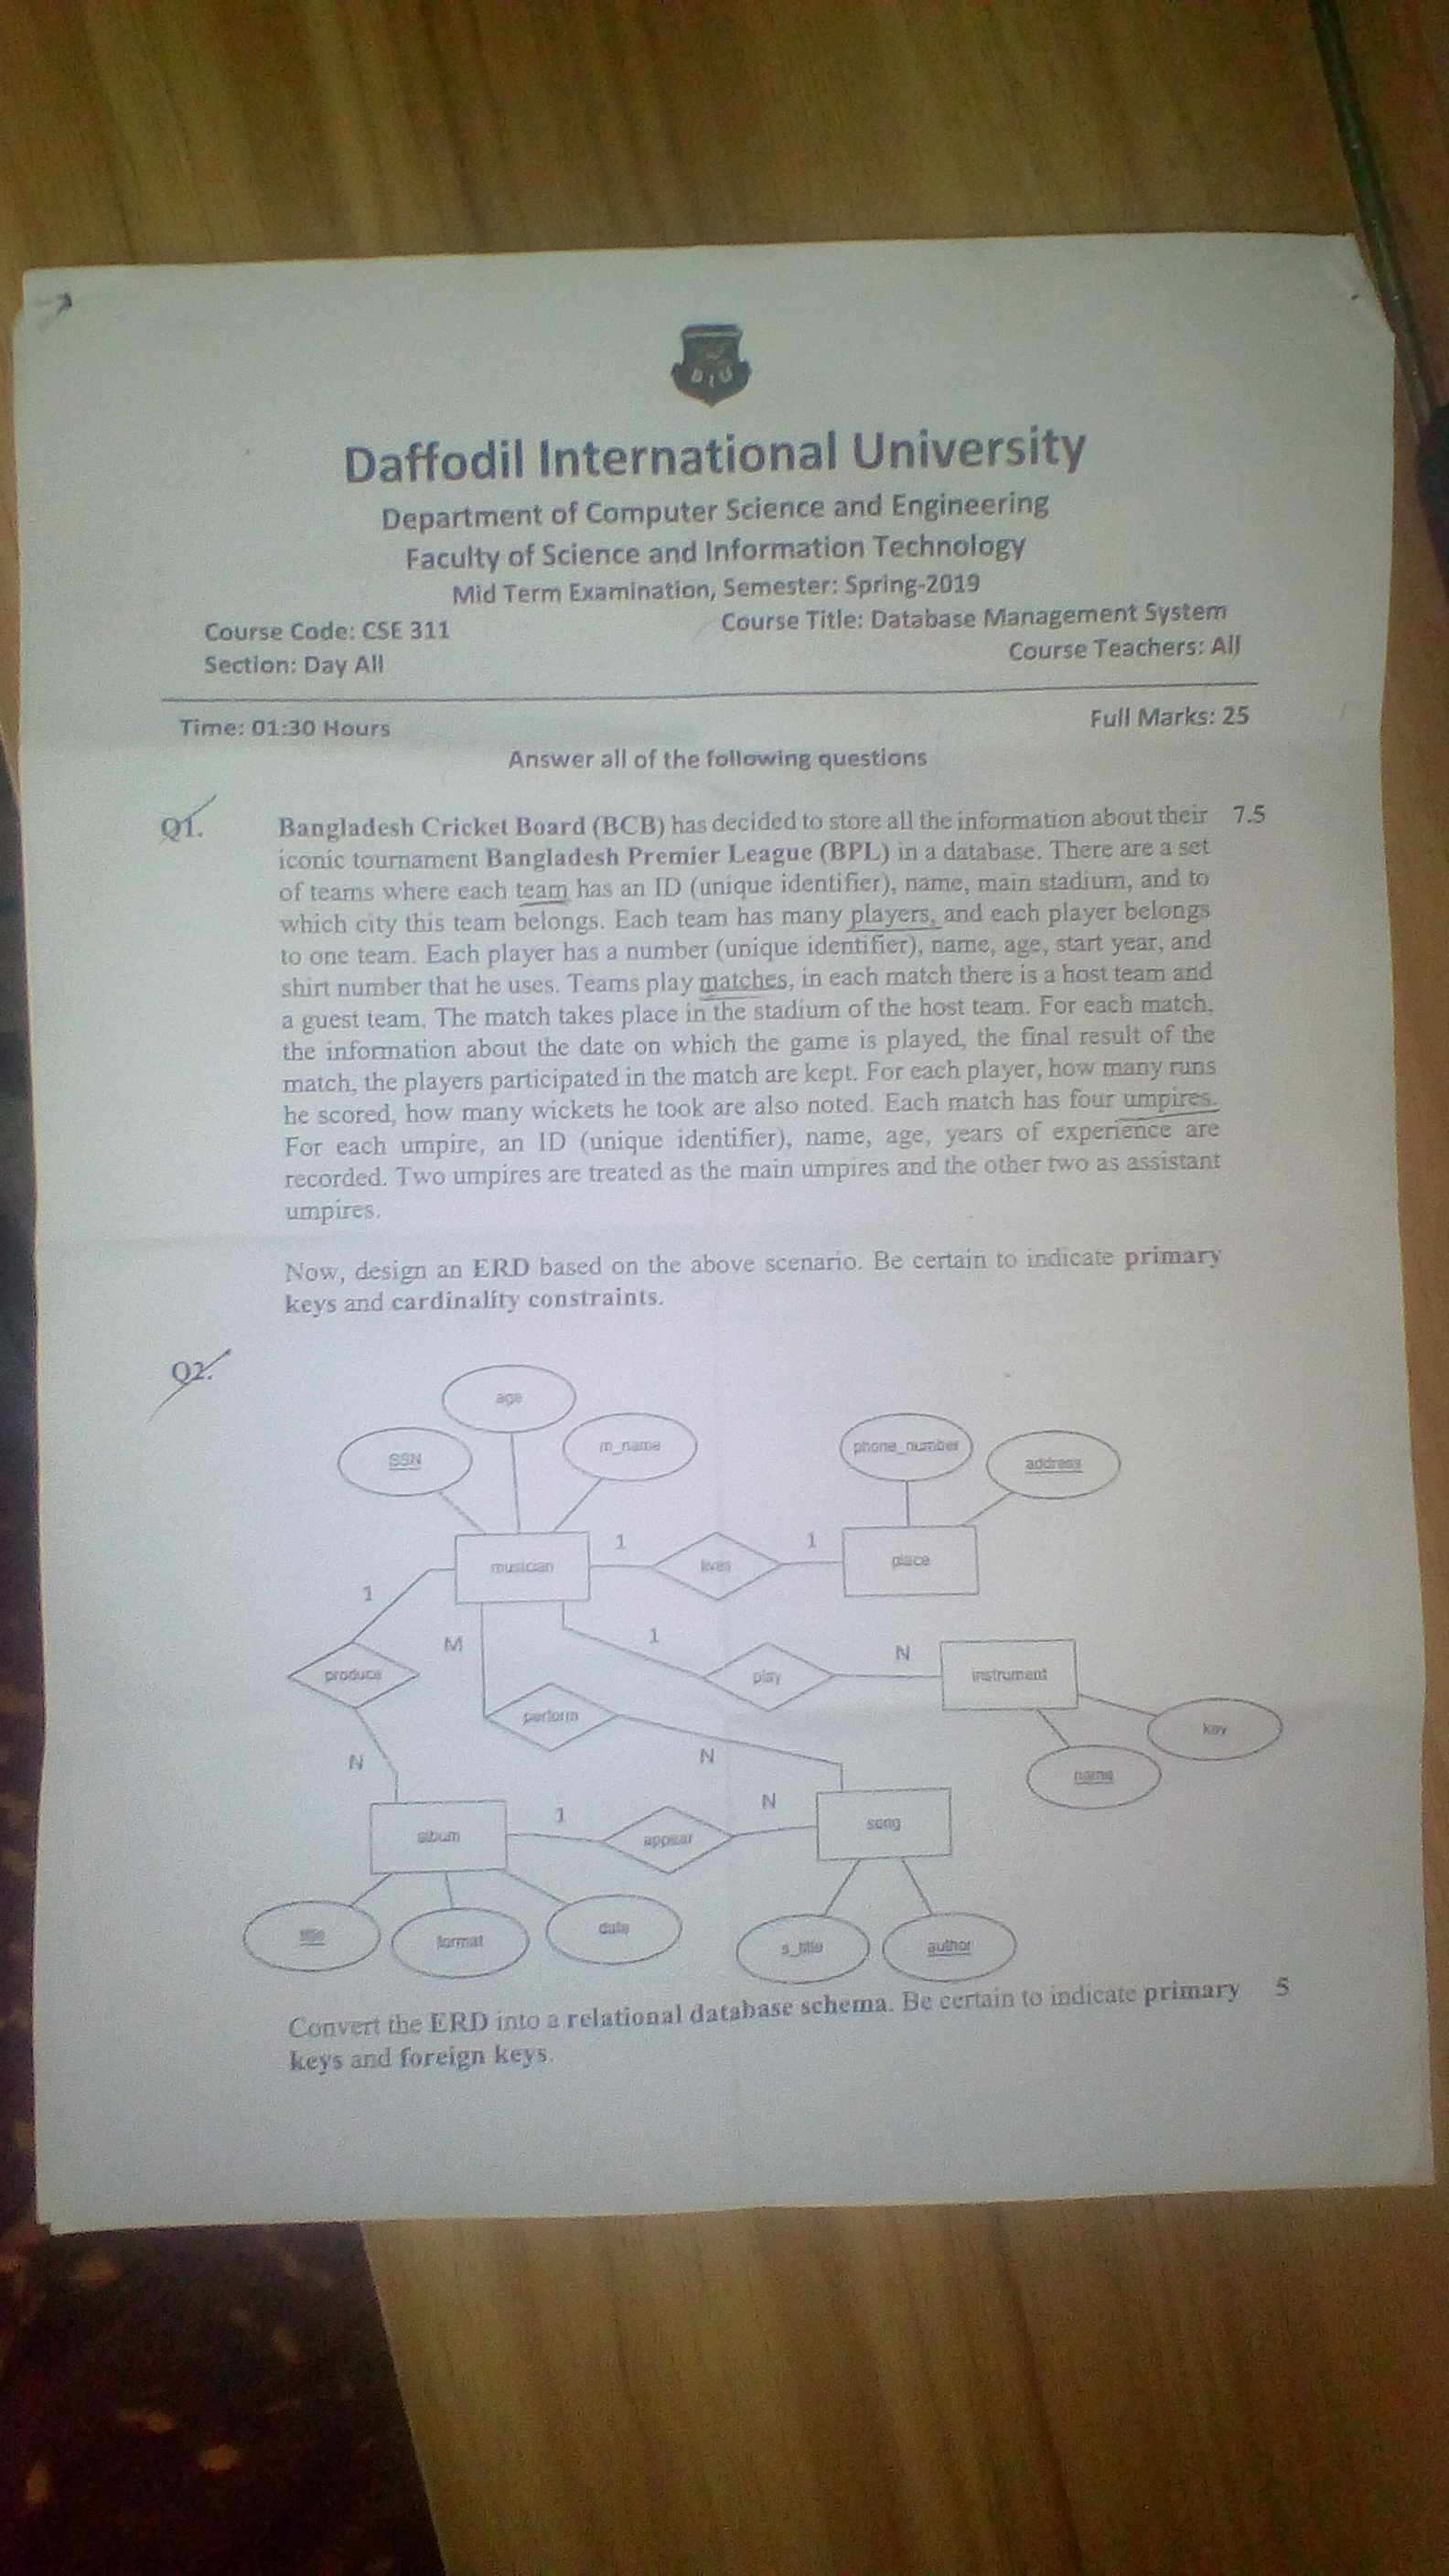 DIU
Daffodil International University
Department of Computer Science and Engineering
Faculty of Science and Information Technology
Mid Term Examination, Semester: Spring-2019
Course Code: CSE 311
Course Title: Database Management System
Section: Day All
Course Teachers: All
Time: 01:30 Hours
Full Marks: 25
Answer all of the following questions
Q1. Bangladesh Cricket Board (BCB) has decided to store all the information about their 7.5
iconic tournament Bangladesh Premier League (BPL) in a database. There are a set
of teams where each team has an ID (unique identifier), name, main stadium, and to
which city this team belongs. Each team has many players, and each player belongs
to one team. Each player has a number (unique identifier), name, age, start year, and
shirt number that he uses. Teams play matches, in each match there is a host team and
a guest team. The match takes place in the stadium of the host team. For each match,
the information about the date on which the game is played, the final result of the
match, the players participated in the match are kept. For each player, how many runs
he scored, how many wickets he took are also noted. Each match has four umpires.
For each umpire, an ID (unique identifier), name, age, years of experience are
recorded. Two umpires are treated as the main umpires and the other two as assistant
umpires.
Now, design an ERD based on the above scenario. Be certain to indicate primary
keys and cardinality constraints.
Q2.
age
SSN
m_name
phone_number
address
musician
1
lives
1
place
1
M
1
produce
play
N
instrument
perform
key
N
N
name
album
1
appear
N
song
title
format
date
s_title
author
Convert the ERD into a relational database schema. Be certain to indicate primary 5
keys and foreign keys.